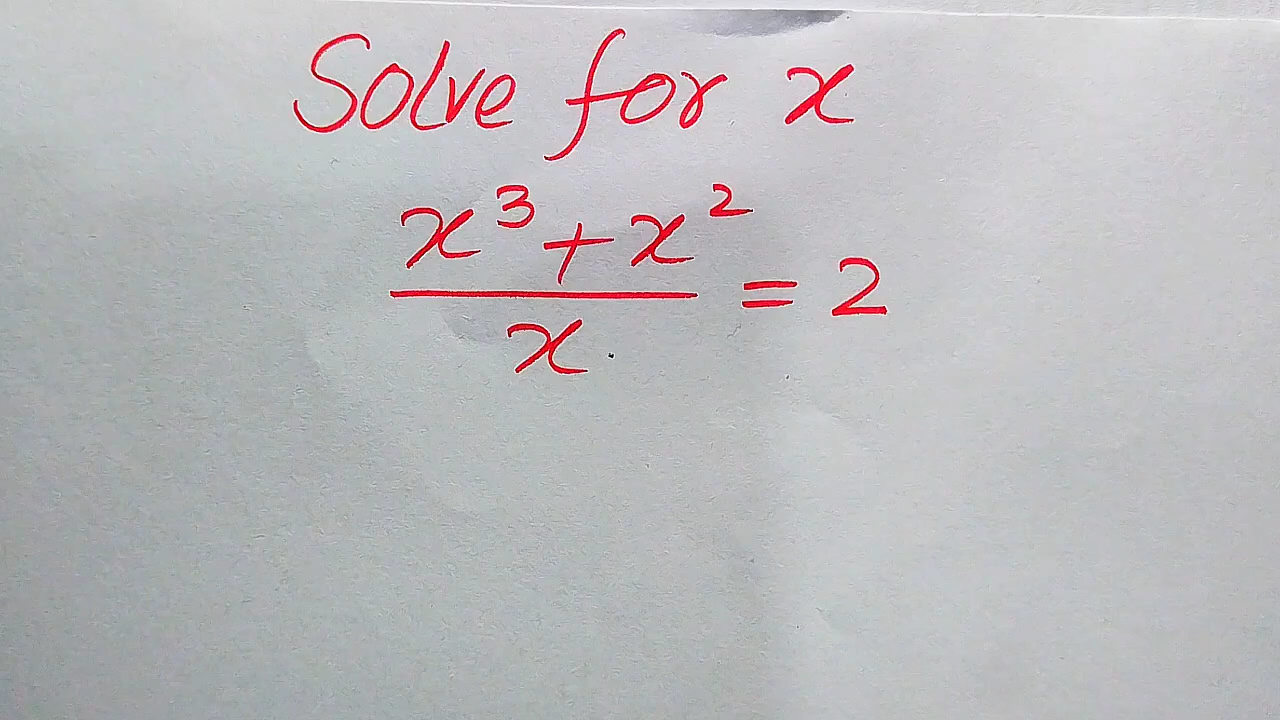 Solve for x
x³ + x² / x = 2